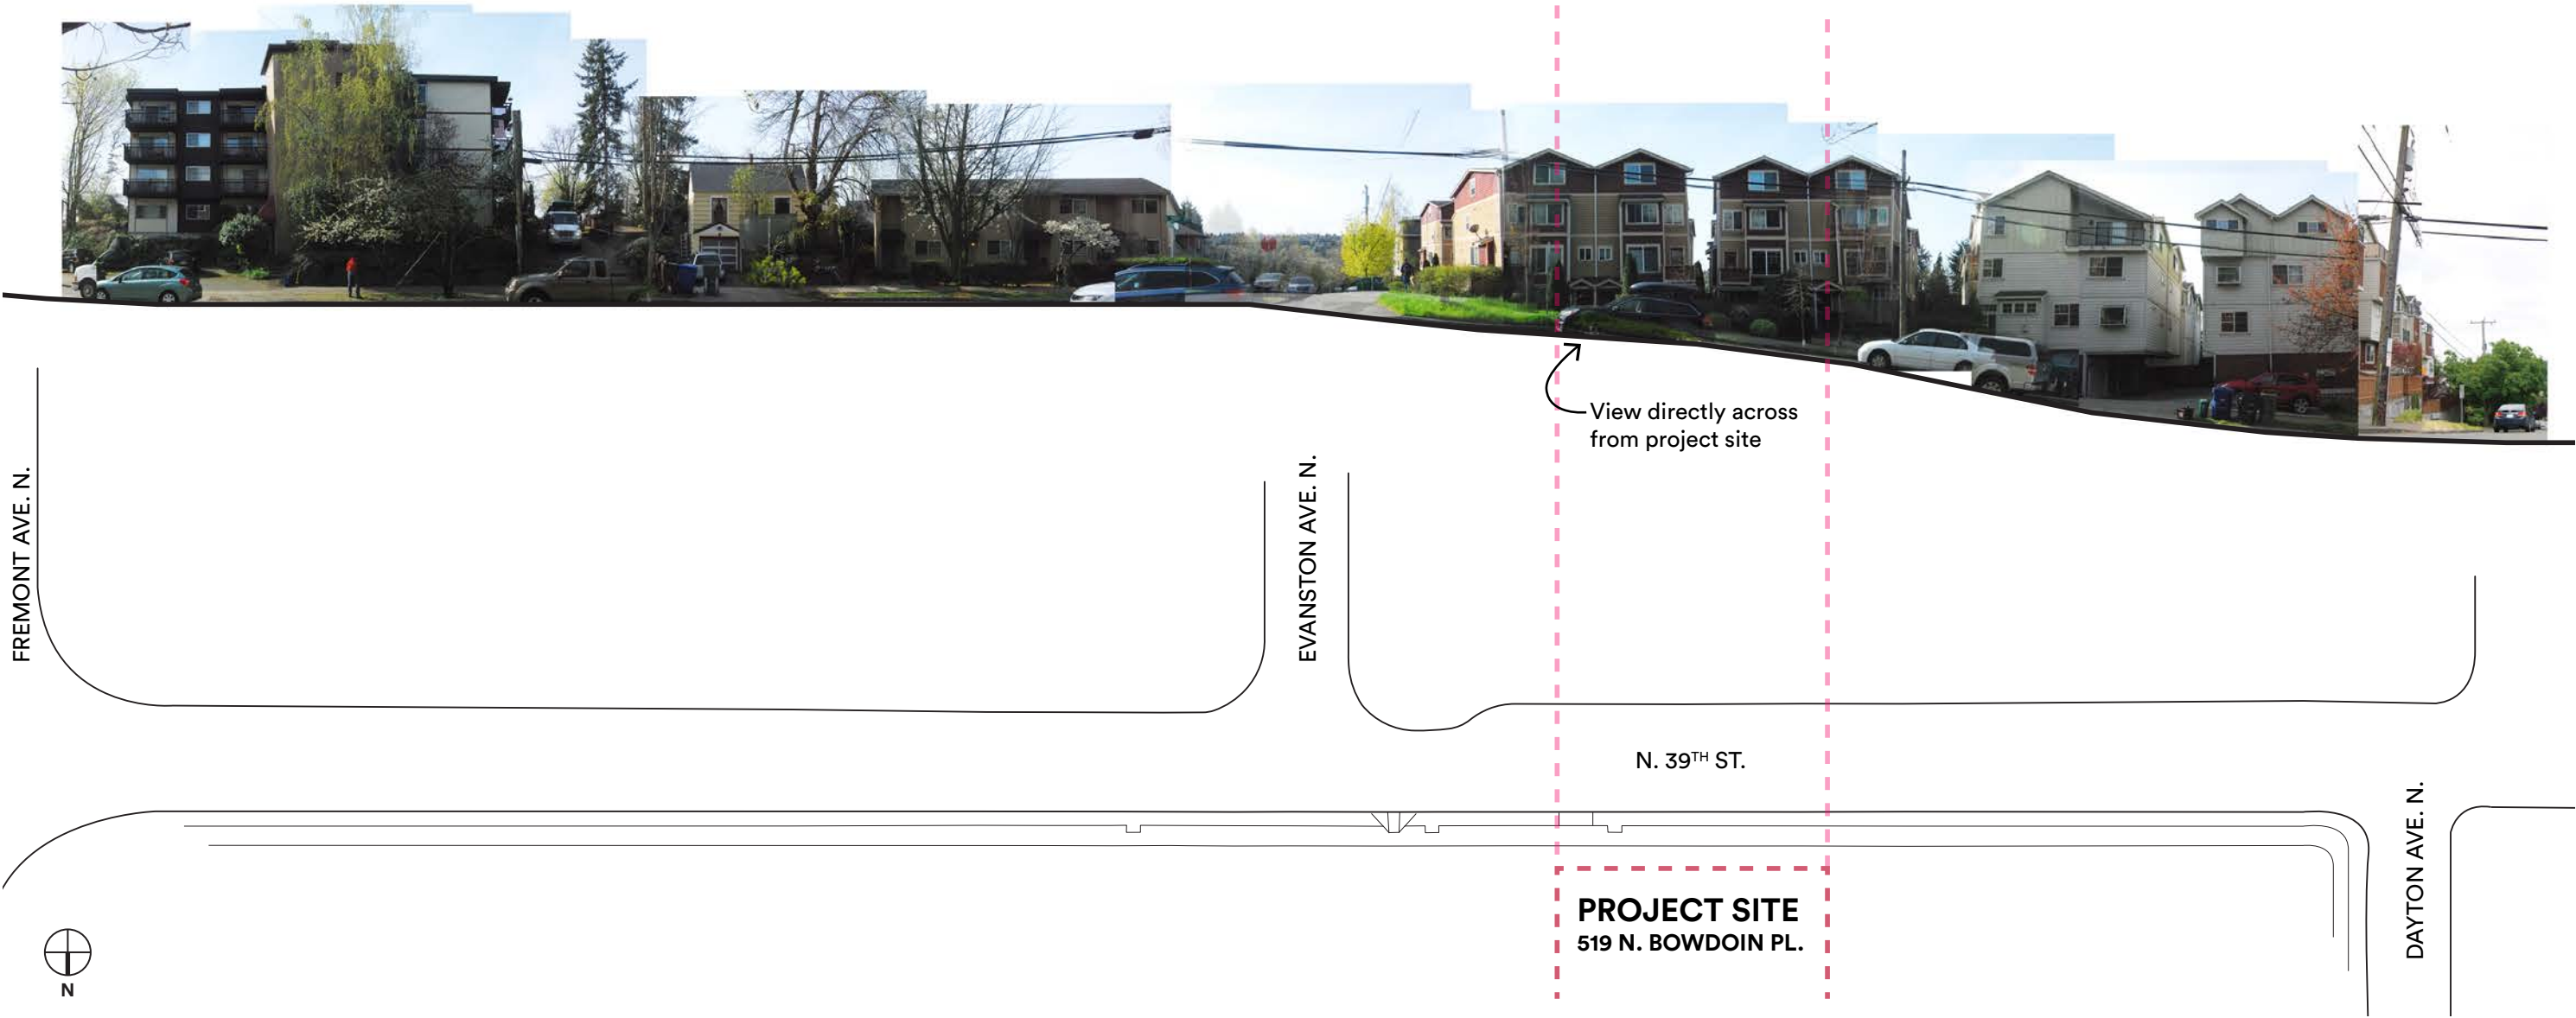 View directly across
from project site
FREMONT AVE. N.
EVANSTON AVE. N.
N. 39TH ST.
DAYTON AVE. N.
PROJECT SITE
519 N. BOWDOIN PL.
N